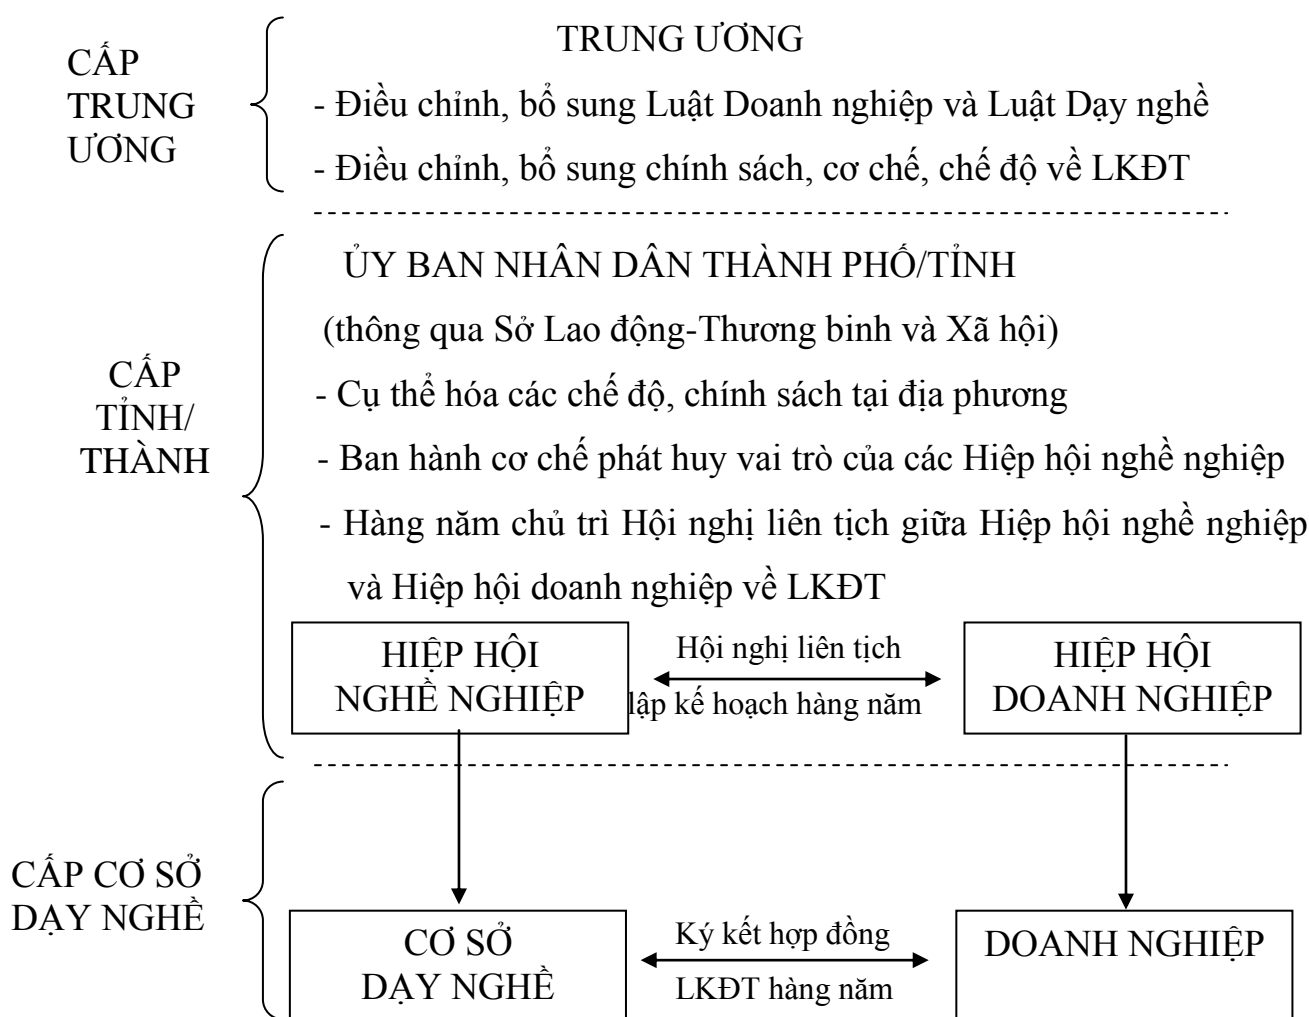 CẤP
TRUNG
ƯƠNG
TRUNG ƯƠNG
- Điều chỉnh, bổ sung Luật Doanh nghiệp và Luật Dạy nghề
- Điều chỉnh, bổ sung chính sách, cơ chế, chế độ về LKĐT
CẤP
TỈNH/
THÀNH
ỦY BAN NHÂN DÂN THÀNH PHỐ/TỈNH
(thông qua Sở Lao động-Thương binh và Xã hội)
- Cụ thể hóa các chế độ, chính sách tại địa phương
- Ban hành cơ chế phát huy vai trò của các Hiệp hội nghề nghiệp
- Hàng năm chủ trì Hội nghị liên tịch giữa Hiệp hội nghề nghiệp
và Hiệp hội doanh nghiệp về LKĐT
HIỆP HỘI
NGHỀ NGHIỆP
Hội nghị liên tịch
lập kế hoạch hàng năm
HIỆP HỘI
DOANH NGHIỆP
CẤP CƠ SỞ
DẠY NGHỀ
CƠ SỞ
DẠY NGHỀ
Ký kết hợp đồng
LKĐT hàng năm
DOANH NGHIỆP